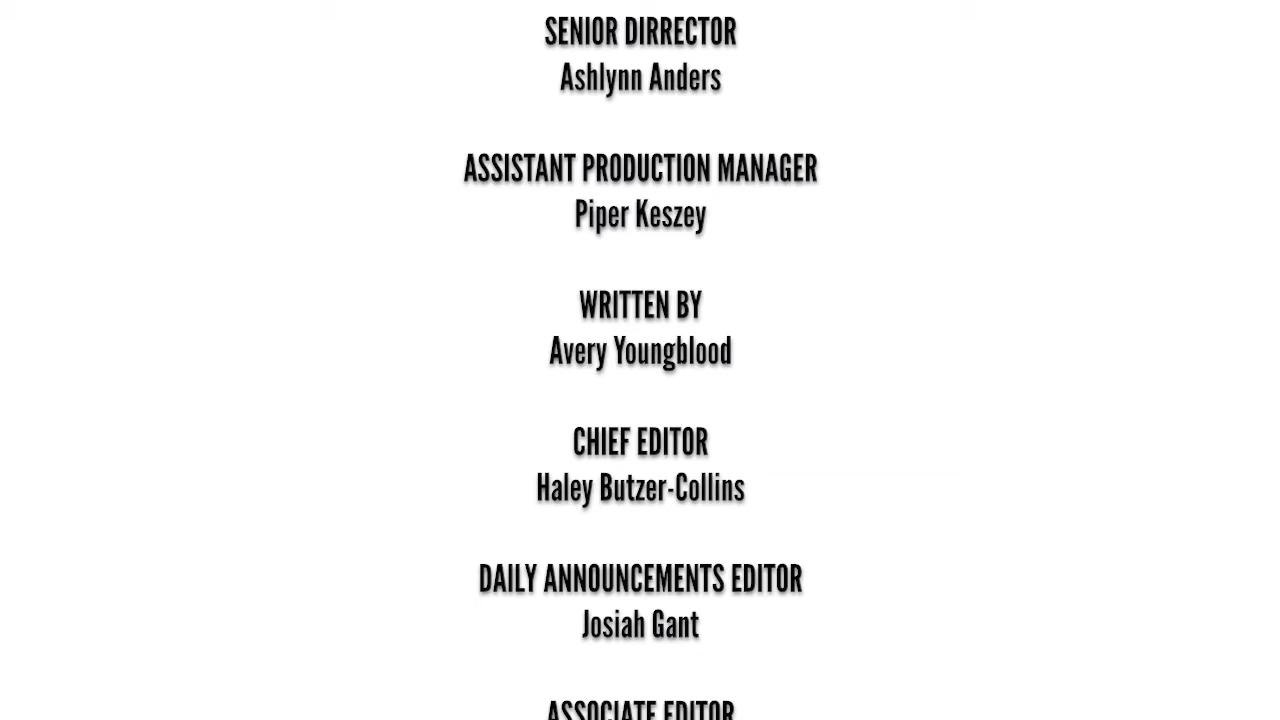 SENIOR DIRRECTOR
Ashlynn Anders
ASSISTANT PRODUCTION MANAGER
Piper Keszey
WRITTEN BY
Avery Youngblood
CHIEF EDITOR
Haley Butzer-Collins
DAILY ANNOUNCEMENTS EDITOR
Josiah Gant
ASSOCIATE EDITOR